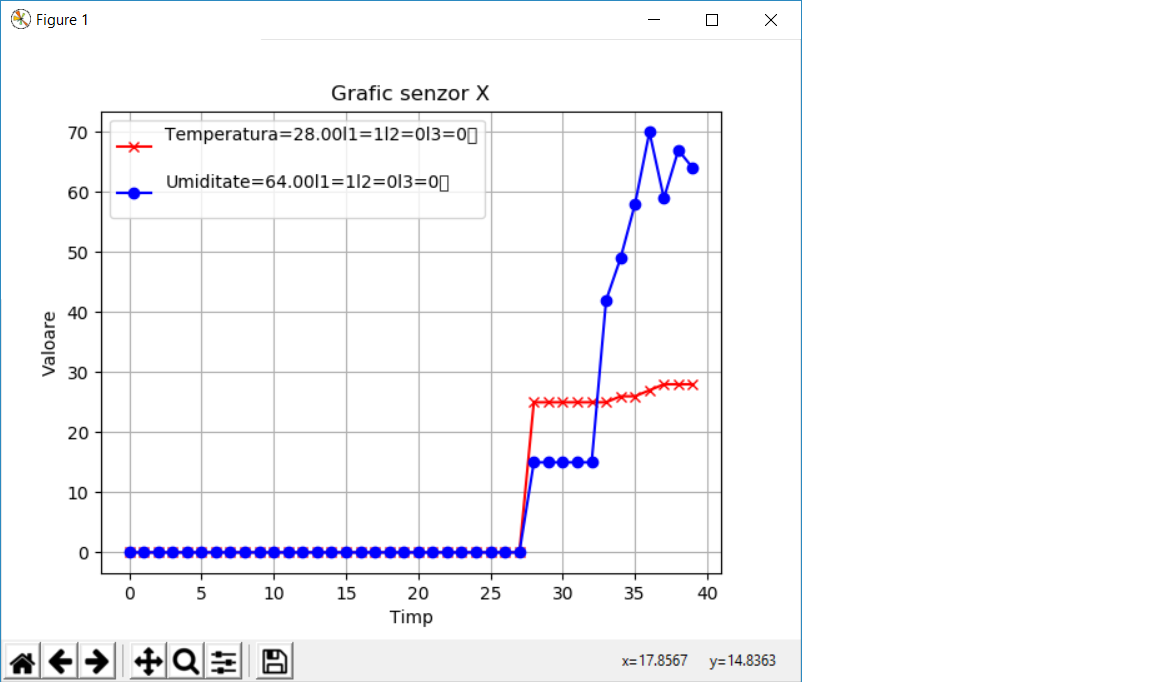 Figure 1
Grafic senzor X
Temperatura=28.00l1=1l2=0l3=0▯
Umiditate=64.00l1=1l2=0l3=0▯
70
60
50
40
30
20
10
0
Valoare
0 5 10 15 20 25 30 35 40
Timp
x=17.8567 y=14.8363